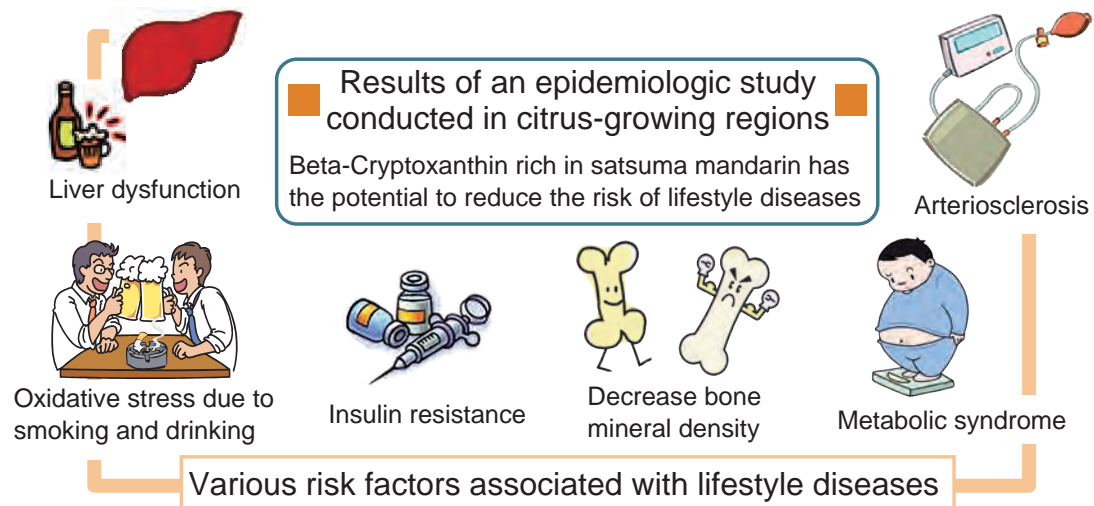 Results of an epidemiologic study
conducted in citrus-growing regions
Beta-Cryptoxanthin rich in satsuma mandarin has
the potential to reduce the risk of lifestyle diseases
Liver dysfunction
Arteriosclerosis
Oxidative stress due to
smoking and drinking
Insulin resistance
Decrease bone
mineral density
Metabolic syndrome
Various risk factors associated with lifestyle diseases